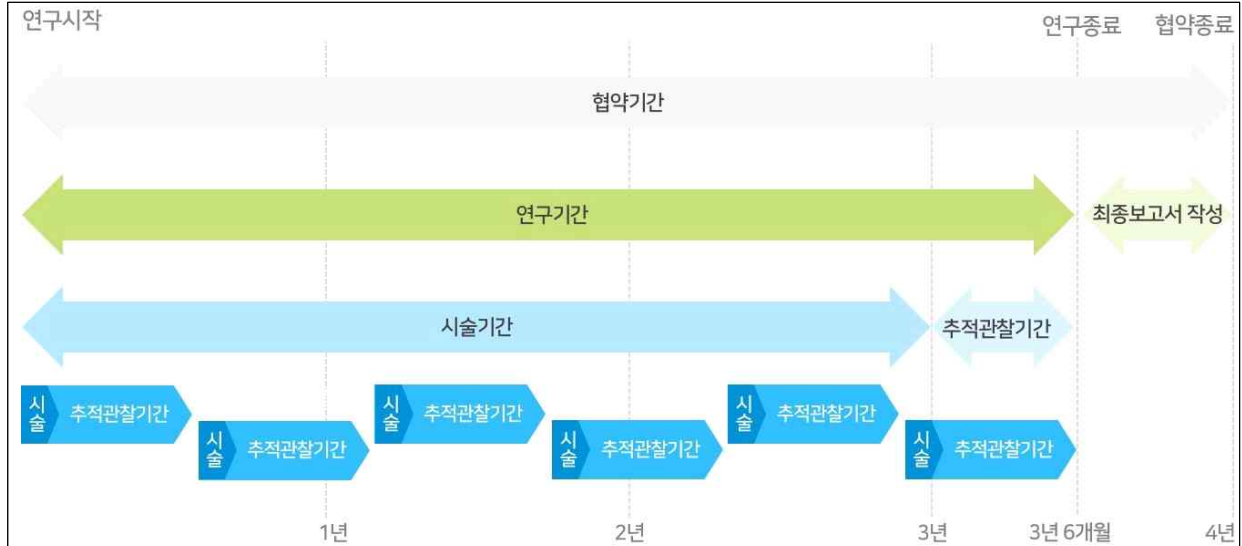 연구시작
연구종료 협약종료
협약기간
연구기간 최종보고서 작성
시술기간 추적관찰기간
시술 추적관찰기간
시술 추적관찰기간
시술 추적관찰기간
시술 추적관찰기간
시술 추적관찰기간
시술 추적관찰기간
1년 2년 3년 3년 6개월 4년